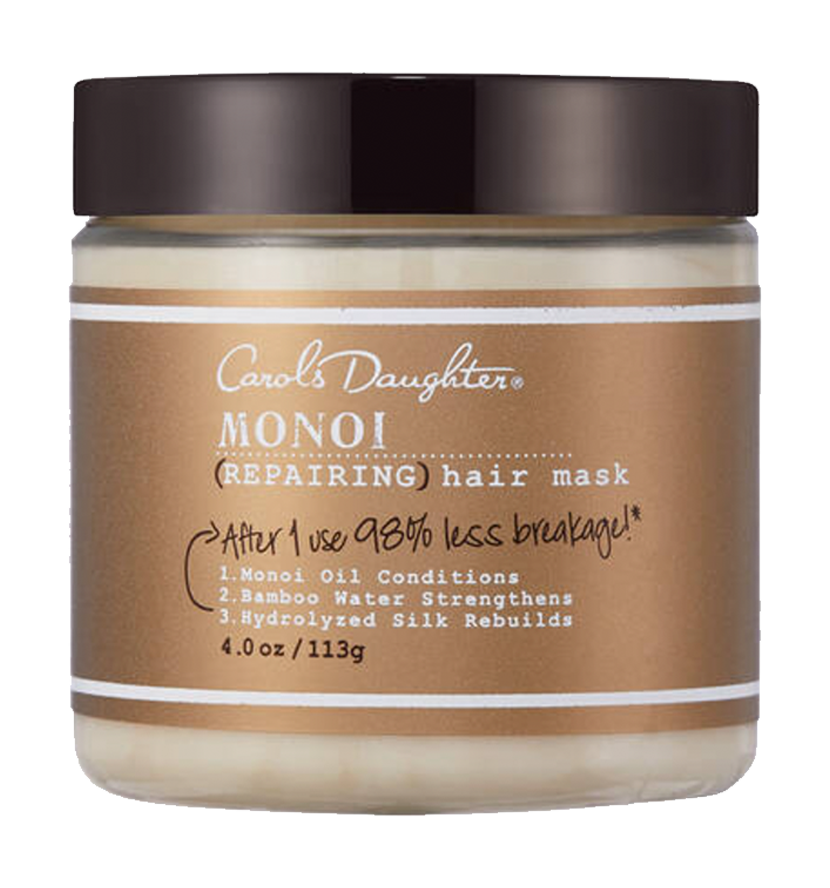 Carol's Daughter®
MONOI
(REPAIRING) hair mask
After 1 use 98% less breakage!*
1.Monoi Oil Conditions
2.Bamboo Water Strengthens
3.Hydrolyzed Silk Rebuilds
4.0 oz / 113g